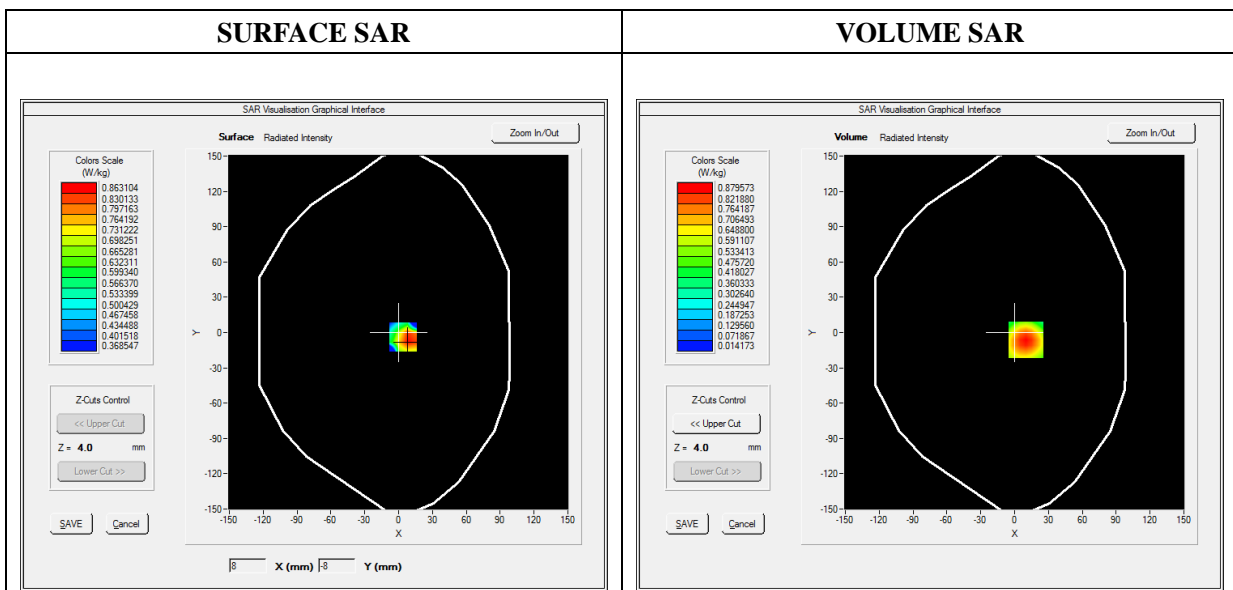 SURFACE SAR
VOLUME SAR
SAR Visualisation Graphical Interface
Surface Radiated Intensity
Zoom In/Out
Colors Scale
(W/kg)
0.863104
0.830133
0.797163
0.764192
0.731222
0.698251
0.665281
0.632311
0.599340
0.566370
0.533399
0.500429
0.467458
0.434488
0.401518
0.368547
Z-Cuts Control
<< Upper Cut
Z = 4.0 mm
Lower Cut >>
SAVE Cancel
150
120
90
60
30
0
-30
-60
-90
-120
-150
Y
-150 -120 -90 -60 -30 0 30 60 90 120 150
X
8 X (mm) -8 Y (mm)
SAR Visualisation Graphical Interface
Volume Radiated Intensity
Zoom In/Out
Colors Scale
(W/kg)
0.879573
0.821880
0.764187
0.706493
0.648800
0.591107
0.533413
0.475720
0.418027
0.360333
0.302640
0.244947
0.187253
0.129560
0.071867
0.014173
Z-Cuts Control
<< Upper Cut
Z = 4.0 mm
Lower Cut >>
SAVE Cancel
150
120
90
60
30
0
-30
-60
-90
-120
-150
Y
-150 -120 -90 -60 -30 0 30 60 90 120 150
X